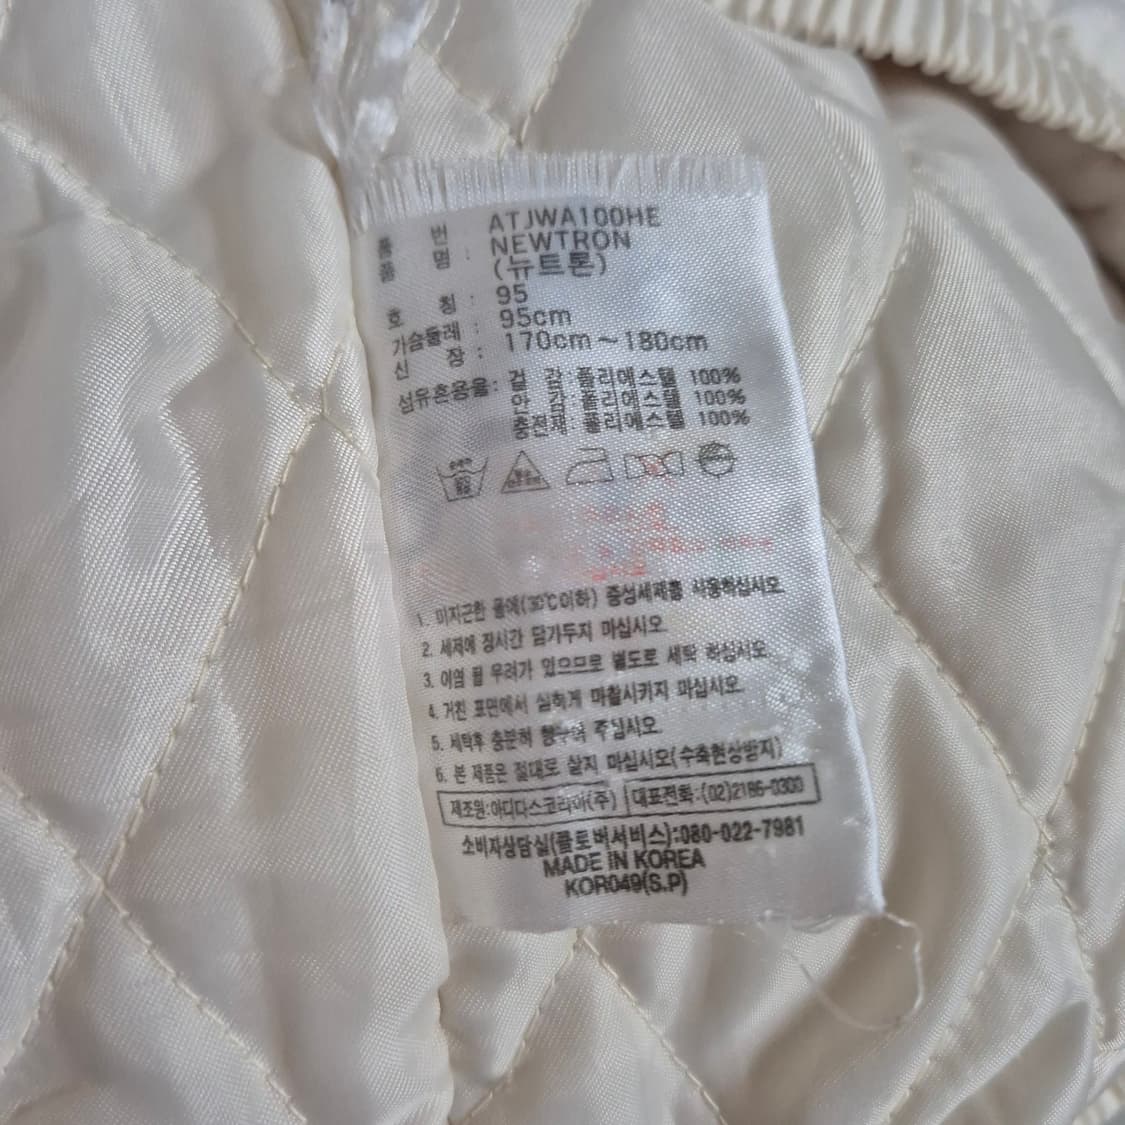 품 번 ATJWA100HE
품 명 : NEWTRON
(뉴트론)
호 칭 : 95
가슴둘레 : 95cm
신 장 : 170cm~180cm
섬유혼용율: 겉 감:폴리에스텔 100%
안 감:폴리에스텔 100%
충전재:폴리에스텔 100%
1. 미지근한 물에(30℃이하) 중성세제를 사용하십시오.
2. 세제에 장시간 담가두지 마십시오.
3. 이염 될 우려가 있으므로 별도로 세탁 하십시오.
4. 거친 표면에서 심하게 마찰시키지 마십시오.
5. 세탁후 충분히 헹구어 주십시오.
6. 본 제품은 절대로 삶지 마십시오(수축현상방지)
제조원:아디다스코리아(주) 대표전화:(02)2186-0300
소비자상담실(클로버서비스):080-022-7981
MADE IN KOREA
KOR049(S.P)